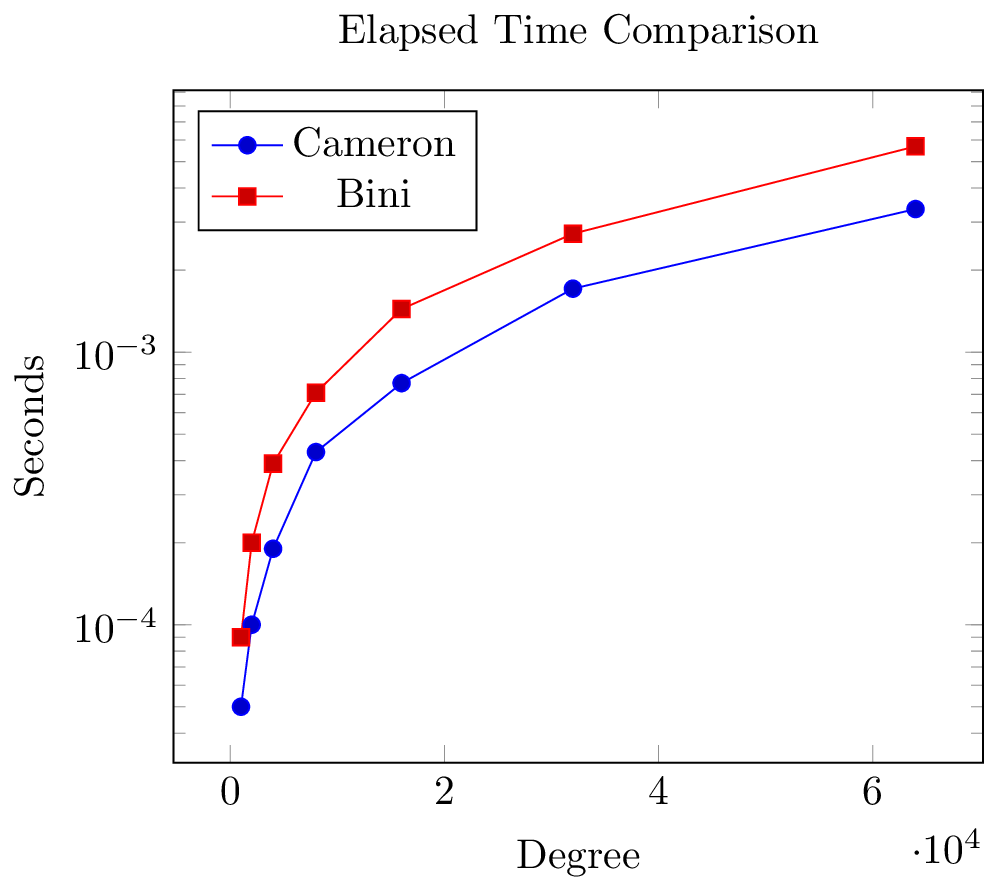 Elapsed Time Comparison
Cameron
Bini
Seconds
10^{-3}
10^{-4}
0 2 4 6
·10^4
Degree